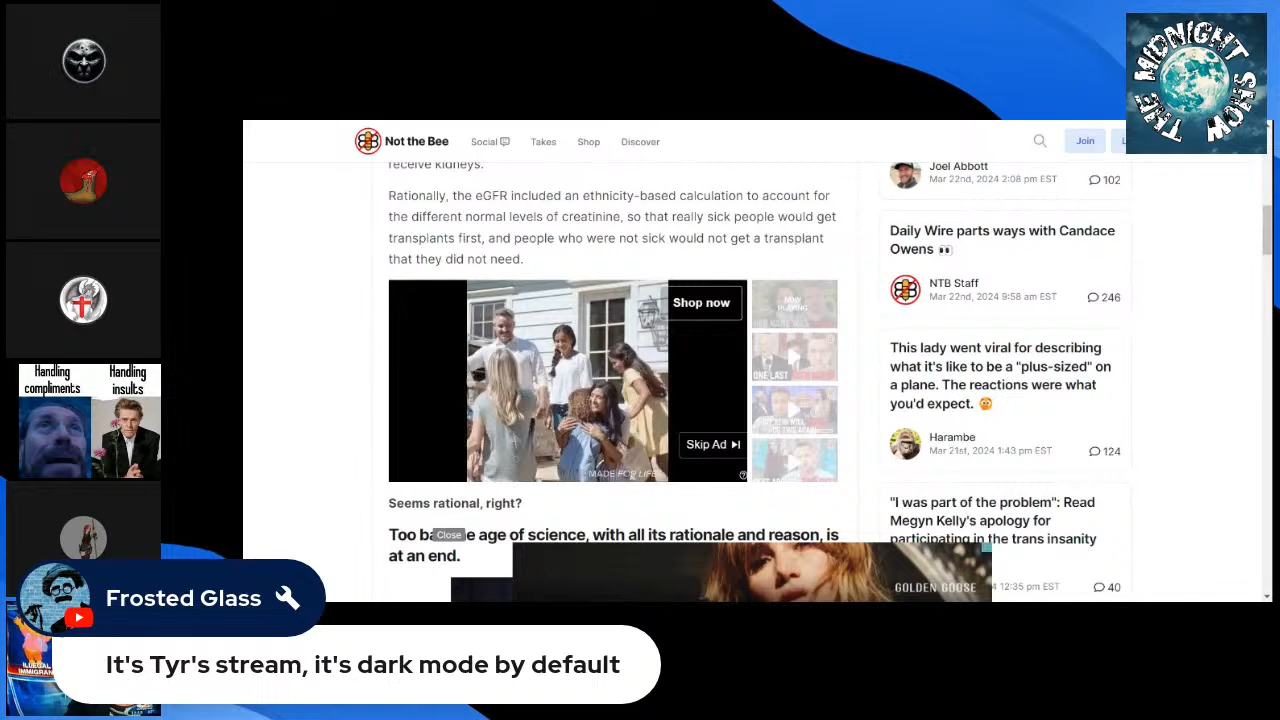 THE MIDNIGHT SHOW
Handling compliments
Handling insults
Not the Bee
Social
Takes
Shop
Discover
Join
receive kidneys.
Rationally, the eGFR included an ethnicity-based calculation to account for
the different normal levels of creatinine, so that really sick people would get
transplants first, and people who were not sick would not get a transplant
that they did not need.
Shop now
Skip Ad
MADE FOR LIFE
NOW
PLAYING
ONE LAST
Seems rational, right?
Too ba
Close
e age of science, with all its rationale and reason, is
at an end.
GOLDEN GOOSE
Joel Abbott
Mar 22nd, 2024 2:08 pm EST
102
Daily Wire parts ways with Candace
Owens 👀
NTB Staff
Mar 22nd, 2024 9:58 am EST
246
This lady went viral for describing
what it's like to be a "plus-sized" on
a plane. The reactions were what
you'd expect. 🫣
Harambe
Mar 21st, 2024 1:43 pm EST
124
"I was part of the problem": Read
Megyn Kelly's apology for
participating in the trans insanity
12:35 pm EST
40
Frosted Glass
It's Tyr's stream, it's dark mode by default
ILLEGAL
IMMIGRAN